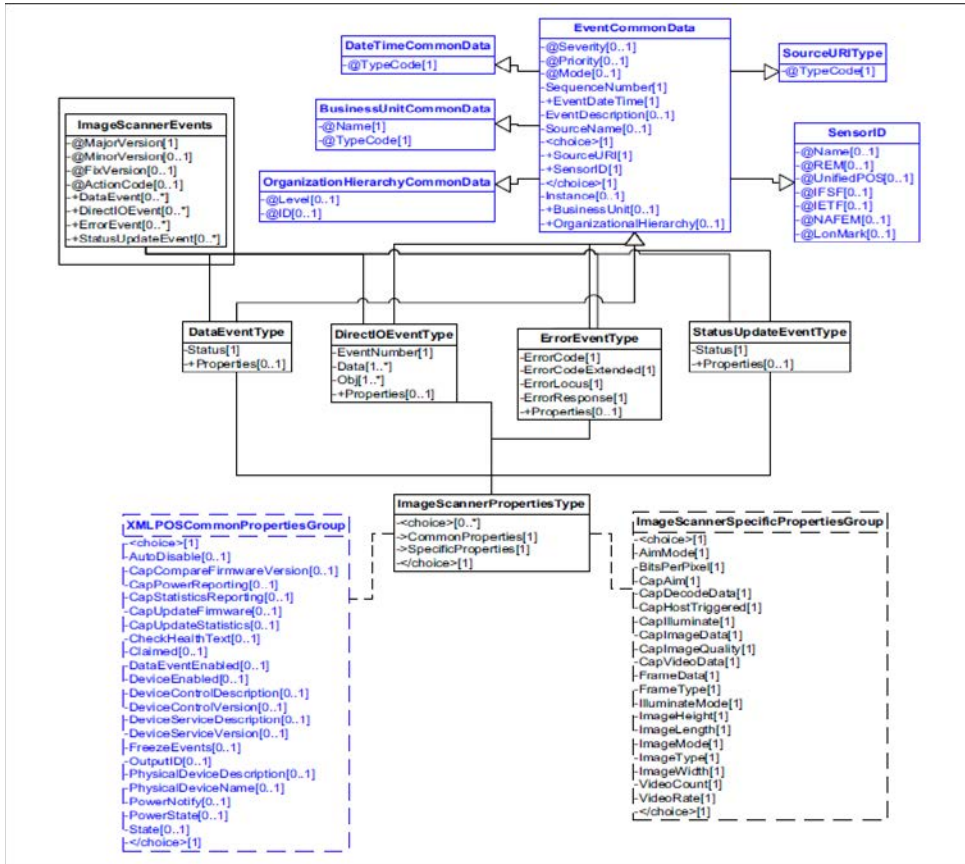 EventCommonData
-@Severity[0..1]
-@Priority[0..1]
-@Mode[0..1]
-SequenceNumber[1]
-+EventDateTime[1]
-EventDescription[0..1]
-SourceName[0..1]
-<choice>[1]
-+SourceURI[1]
-+SensorID[1]
-</choice>[1]
-Instance[0..1]
-+BusinessUnit[0..1]
-+OrganizationalHierarchy[0..1]
DateTimeCommonData
-@TypeCode[1]
SourceURIType
-@TypeCode[1]
BusinessUnitCommonData
-@Name[1]
-@TypeCode[1]
ImageScannerEvents
-@MajorVersion[1]
-@MinorVersion[0..1]
-@FixVersion[0..1]
-@ActionCode[0..1]
-+DataEvent[0..*]
-+DirectIOEvent[0..*]
-+ErrorEvent[0..*]
-+StatusUpdateEvent[0..*]
OrganizationHierarchyCommonData
-@Level[0..1]
-@ID[0..1]
SensorID
-@Name[0..1]
-@REM[0..1]
-@UnifiedPOS[0..1]
-@IFSF[0..1]
-@IETF[0..1]
-@NAFEM[0..1]
-@LonMark[0..1]
DataEventType
-Status[1]
-+Properties[0..1]
DirectIOEventType
-EventNumber[1]
-Data[1..*]
-Obj[1..*]
-+Properties[0..1]
ErrorEventType
-ErrorCode[1]
-ErrorCodeExtended[1]
-ErrorLocus[1]
-ErrorResponse[1]
-+Properties[0..1]
StatusUpdateEventType
-Status[1]
-+Properties[0..1]
ImageScannerPropertiesType
-<choice>[0..*]
->CommonProperties[1]
->SpecificProperties[1]
-</choice>[1]
XMLPOSCommonPropertiesGroup
-<choice>[1]
-AutoDisable[0..1]
-CapCompareFirmwareVersion[0..1]
-CapPowerReporting[0..1]
-CapStatisticsReporting[0..1]
-CapUpdateFirmware[0..1]
-CapUpdateStatistics[0..1]
-CheckHealthText[0..1]
-Claimed[0..1]
-DataEventEnabled[0..1]
-DeviceEnabled[0..1]
-DeviceControlDescription[0..1]
-DeviceControlVersion[0..1]
-DeviceServiceDescription[0..1]
-DeviceServiceVersion[0..1]
-FreezeEvents[0..1]
-OutputID[0..1]
-PhysicalDeviceDescription[0..1]
-PhysicalDeviceName[0..1]
-PowerNotify[0..1]
-PowerState[0..1]
-State[0..1]
-</choice>[1]
ImageScannerSpecificPropertiesGroup
-<choice>[1]
-AimMode[1]
-BitsPerPixel[1]
-CapAim[1]
-CapDecodeData[1]
-CapHostTriggered[1]
-CapIlluminate[1]
-CapImageData[1]
-CapImageQuality[1]
-CapVideoData[1]
-FrameData[1]
-FrameType[1]
-IlluminateMode[1]
-ImageHeight[1]
-ImageLength[1]
-ImageMode[1]
-ImageType[1]
-ImageWidth[1]
-VideoCount[1]
-VideoRate[1]
-</choice>[1]